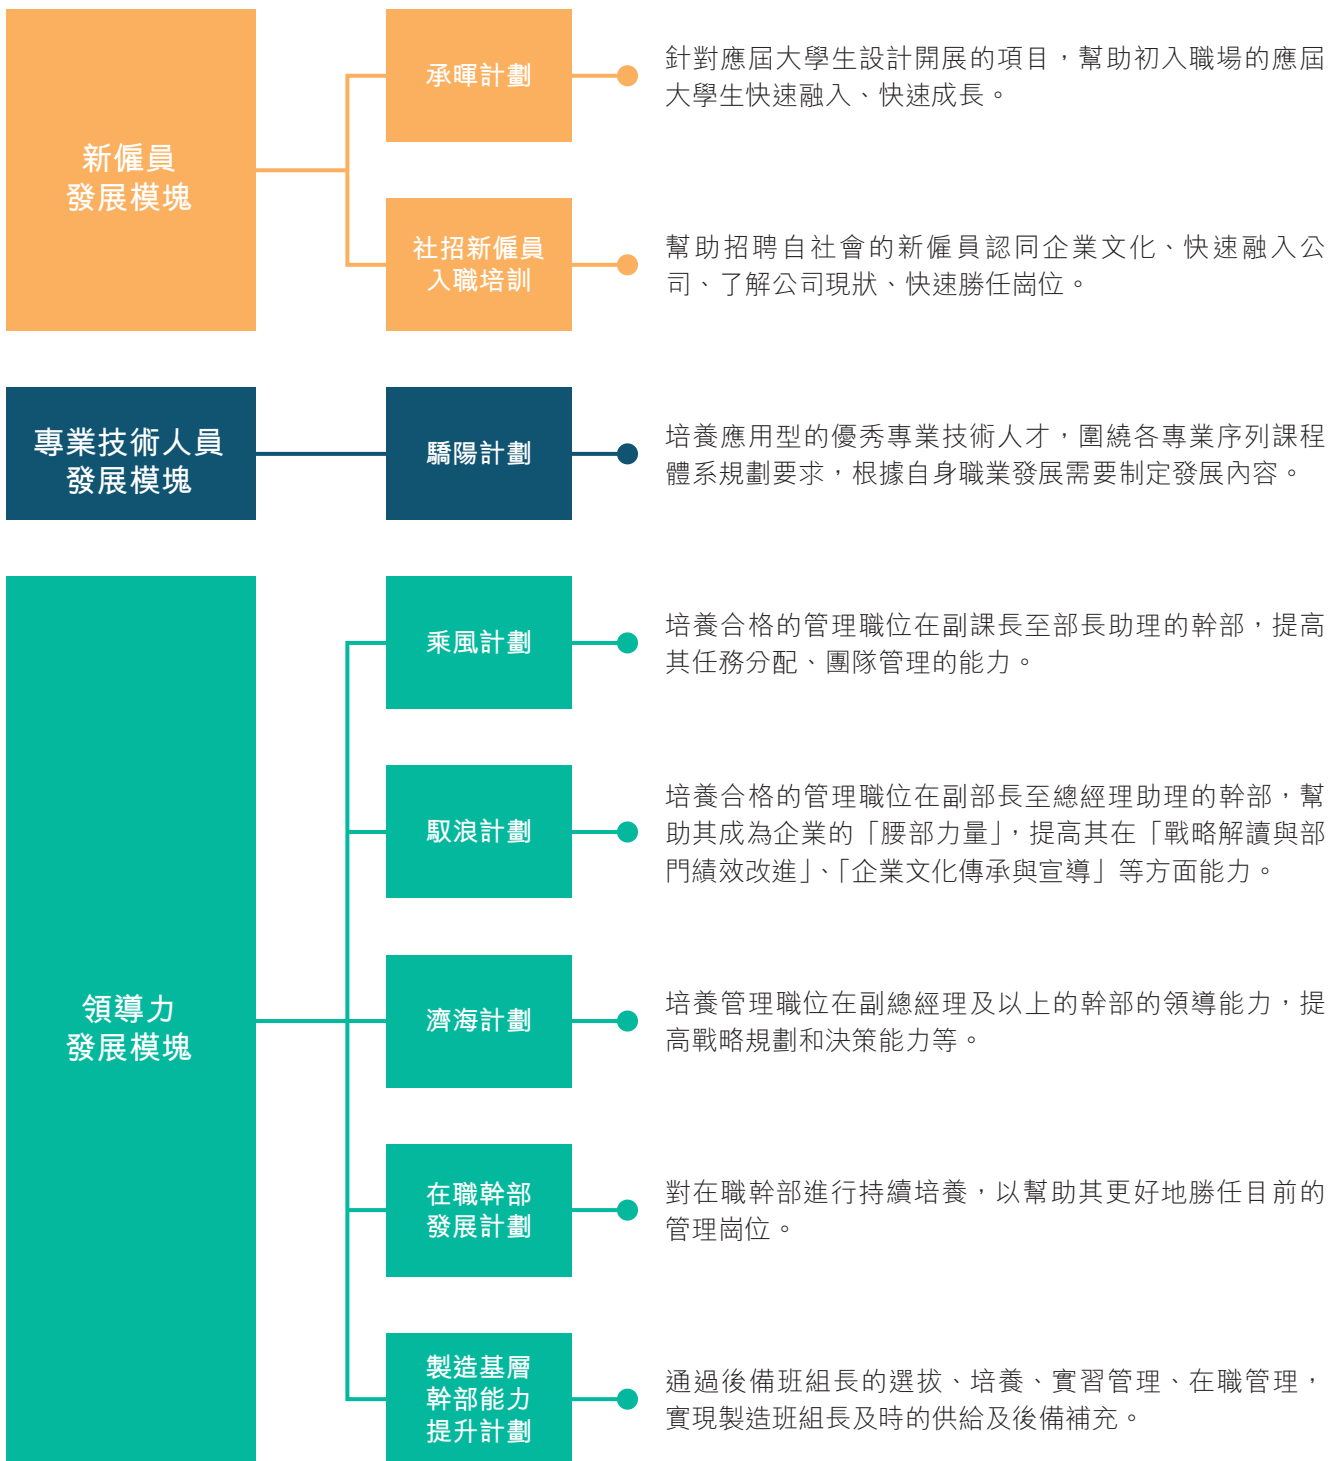 新僱員
發展模塊
承暉計劃
針對應屆大學生設計開展的項目，幫助初入職場的應屆
大學生快速融入、快速成長。
社招新僱員
入職培訓
幫助招聘自社會的新僱員認同企業文化、快速融入公
司、了解公司現狀、快速勝任崗位。
專業技術人員
發展模塊
驕陽計劃
培養應用型的優秀專業技術人才，圍繞各專業序列課程
體系規劃要求，根據自身職業發展需要制定發展內容。
領導力
發展模塊
乘風計劃
培養合格的管理職位在副課長至部長助理的幹部，提高
其任務分配、團隊管理的能力。
馭浪計劃
培養合格的管理職位在副部長至總經理助理的幹部，幫
助其成為企業的「腰部力量」，提高其在「戰略解讀與部
門績效改進」、「企業文化傳承與宣導」等方面能力。
濟海計劃
培養管理職位在副總經理及以上的幹部的領導能力，提
高戰略規劃和決策能力等。
在職幹部
發展計劃
對在職幹部進行持續培養，以幫助其更好地勝任目前的
管理崗位。
製造基層
幹部能力
提升計劃
通過後備班組長的選拔、培養、實習管理、在職管理，
實現製造班組長及時的供給及後備補充。